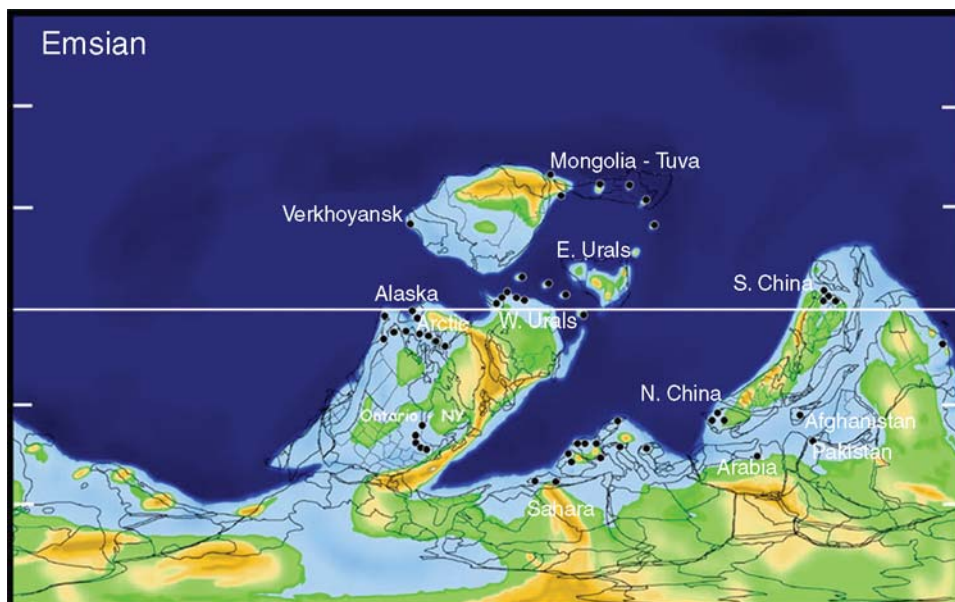 Emsian
Mongolia - Tuva
Verkhoyansk
E. Urals
S. China
Alaska
Arctic
W. Urals
N. China
Ontario - NY
Afghanistan
Pakistan
Arabia
Sahara